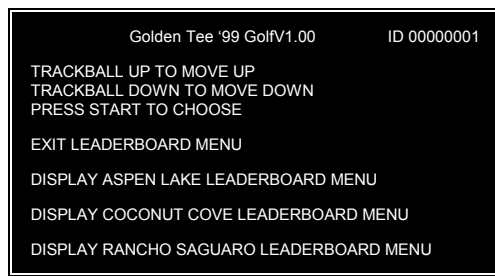 Golden Tee ‘99 GolfV1.00 ID 00000001
TRACKBALL UP TO MOVE UP
TRACKBALL DOWN TO MOVE DOWN
PRESS START TO CHOOSE
EXIT LEADERBOARD MENU
DISPLAY ASPEN LAKE LEADERBOARD MENU
DISPLAY COCONUT COVE LEADERBOARD MENU
DISPLAY RANCHO SAGUARO LEADERBOARD MENU